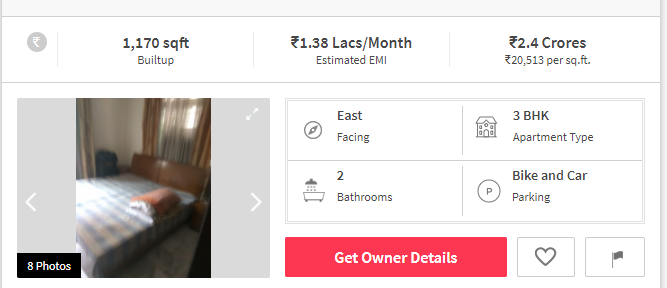 ₹
1,170 sqft
Builtup
₹1.38 Lacs/Month
Estimated EMI
₹2.4 Crores
₹20,513 per sq.ft.
8 Photos
East
Facing
3 BHK
Apartment Type
2
Bathrooms
P
Bike and Car
Parking
Get Owner Details